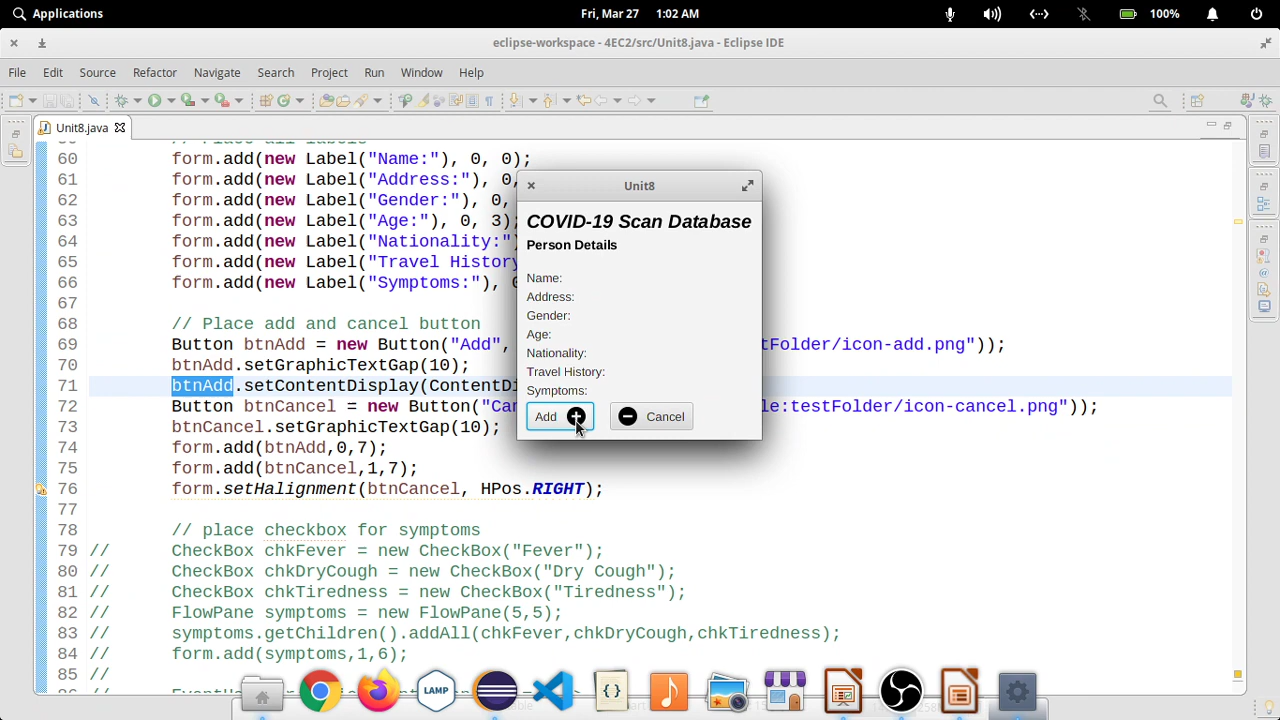 Applications
Fri, Mar 27 1:02 AM
100%
eclipse-workspace - 4EC2/src/Unit8.java - Eclipse IDE
File Edit Source Refactor Navigate Search Project Run Window Help
Unit8.java
60 form.add(new Label("Name:"), 0, 0);
61 form.add(new Label("Address:"), 0,
62 form.add(new Label("Gender:"), 0,
63 form.add(new Label("Age:"), 0, 3);
64 form.add(new Label("Nationality:"
65 form.add(new Label("Travel History
66 form.add(new Label("Symptoms:"),
67
68 // Place add and cancel button
69 Button btnAdd = new Button("Add", tFolder/icon-add.png"));
70 btnAdd.setGraphicTextGap(10);
71 btnAdd.setContentDisplay(ContentDi
72 Button btnCancel = new Button("Can le:testFolder/icon-cancel.png"));
73 btnCancel.setGraphicTextGap(10);
74 form.add(btnAdd,0,7);
75 form.add(btnCancel,1,7);
76 form.setHalignment(btnCancel, HPos.RIGHT);
77
78 // place checkbox for symptoms
79 // CheckBox chkFever = new CheckBox("Fever");
80 // CheckBox chkDryCough = new CheckBox("Dry Cough");
81 // CheckBox chkTiredness = new CheckBox("Tiredness");
82 // FlowPane symptoms = new FlowPane(5,5);
83 // symptoms.getChildren().addAll(chkFever,chkDryCough,chkTiredness);
84 // form.add(symptoms,1,6);
85 //
Unit8
COVID-19 Scan Database
Person Details
Name:
Address:
Gender:
Age:
Nationality:
Travel History:
Symptoms:
Add Cancel
LAMP